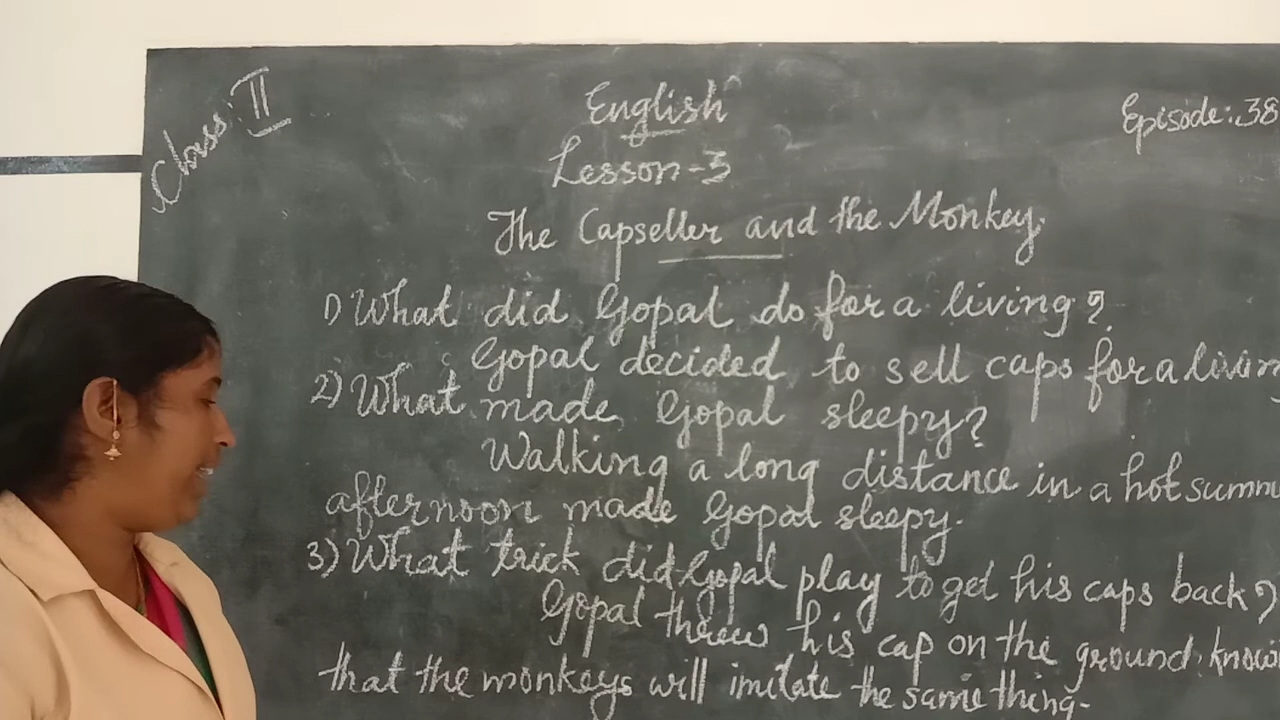 Class: II
English
Episode: 38
Lesson-3
The Capseller and the Monkey.
1) What did Gopal do for a living?
Gopal decided to sell caps for a livin
2) What made Gopal sleepy?
Walking a long distance in a hot summ
afternoon made Gopal sleepy.
3) What trick did Gopal play to get his caps back?
Gopal threw his cap on the ground, know
that the monkeys will imitate the same thing.